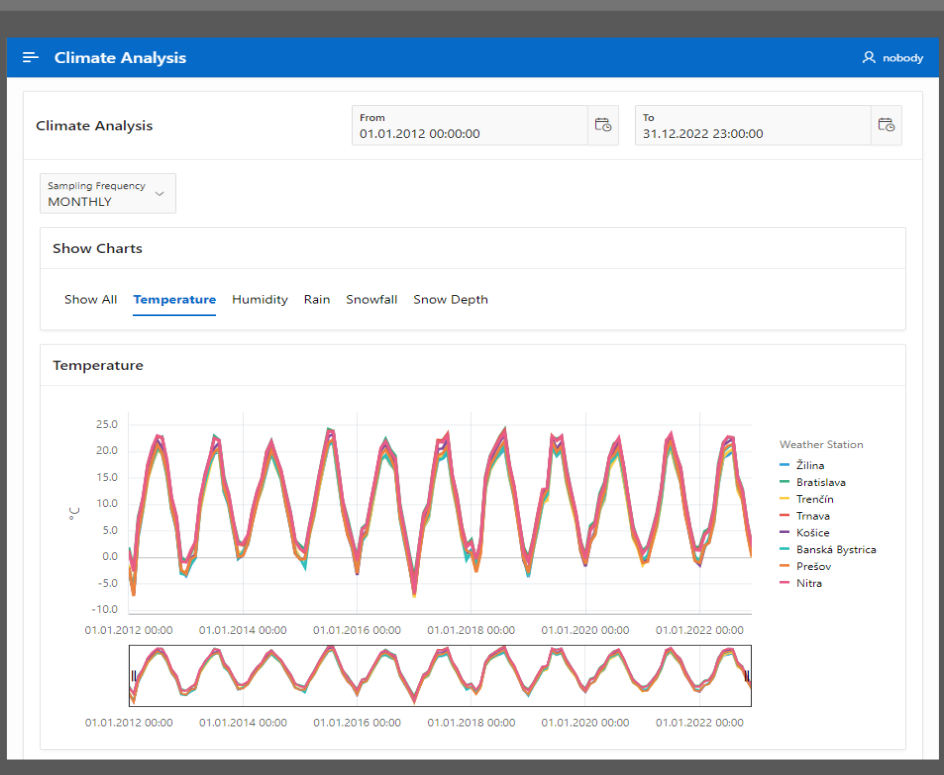 Climate Analysis
nobody
Climate Analysis
From
01.01.2012 00:00:00
To
31.12.2022 23:00:00
Sampling Frequency
MONTHLY
Show Charts
Show All Temperature Humidity Rain Snowfall Snow Depth
Temperature
25.0
20.0
15.0
10.0
5.0
0.0
-5.0
-10.0
°C
01.01.2012 00:00 01.01.2014 00:00 01.01.2016 00:00 01.01.2018 00:00 01.01.2020 00:00 01.01.2022 00:00
01.01.2012 00:00 01.01.2014 00:00 01.01.2016 00:00 01.01.2018 00:00 01.01.2020 00:00 01.01.2022 00:00
Weather Station
Žilina
Bratislava
Trenčín
Trnava
Košice
Banská Bystrica
Prešov
Nitra